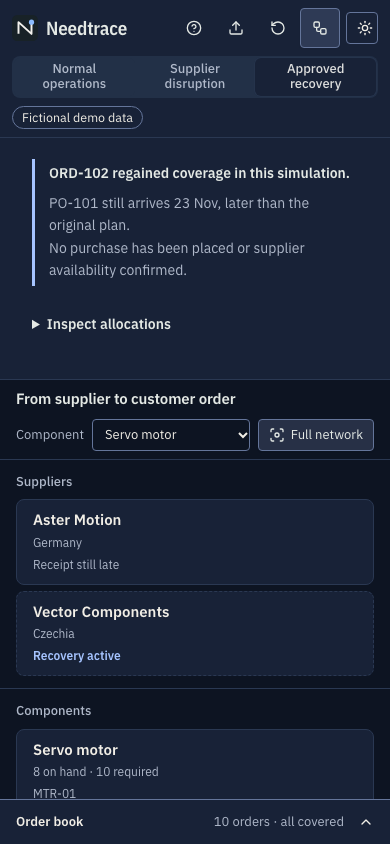 Needtrace
Normal
operations
Supplier
disruption
Approved
recovery
Fictional demo data
ORD-102 regained coverage in this simulation.
PO-101 still arrives 23 Nov, later than the
original plan.
No purchase has been placed or supplier
availability confirmed.
Inspect allocations
From supplier to customer order
Component
Servo motor
Full network
Suppliers
Aster Motion
Germany
Receipt still late
Vector Components
Czechia
Recovery active
Components
Servo motor
8 on hand · 10 required
MTR-01
Order book
10 orders · all covered